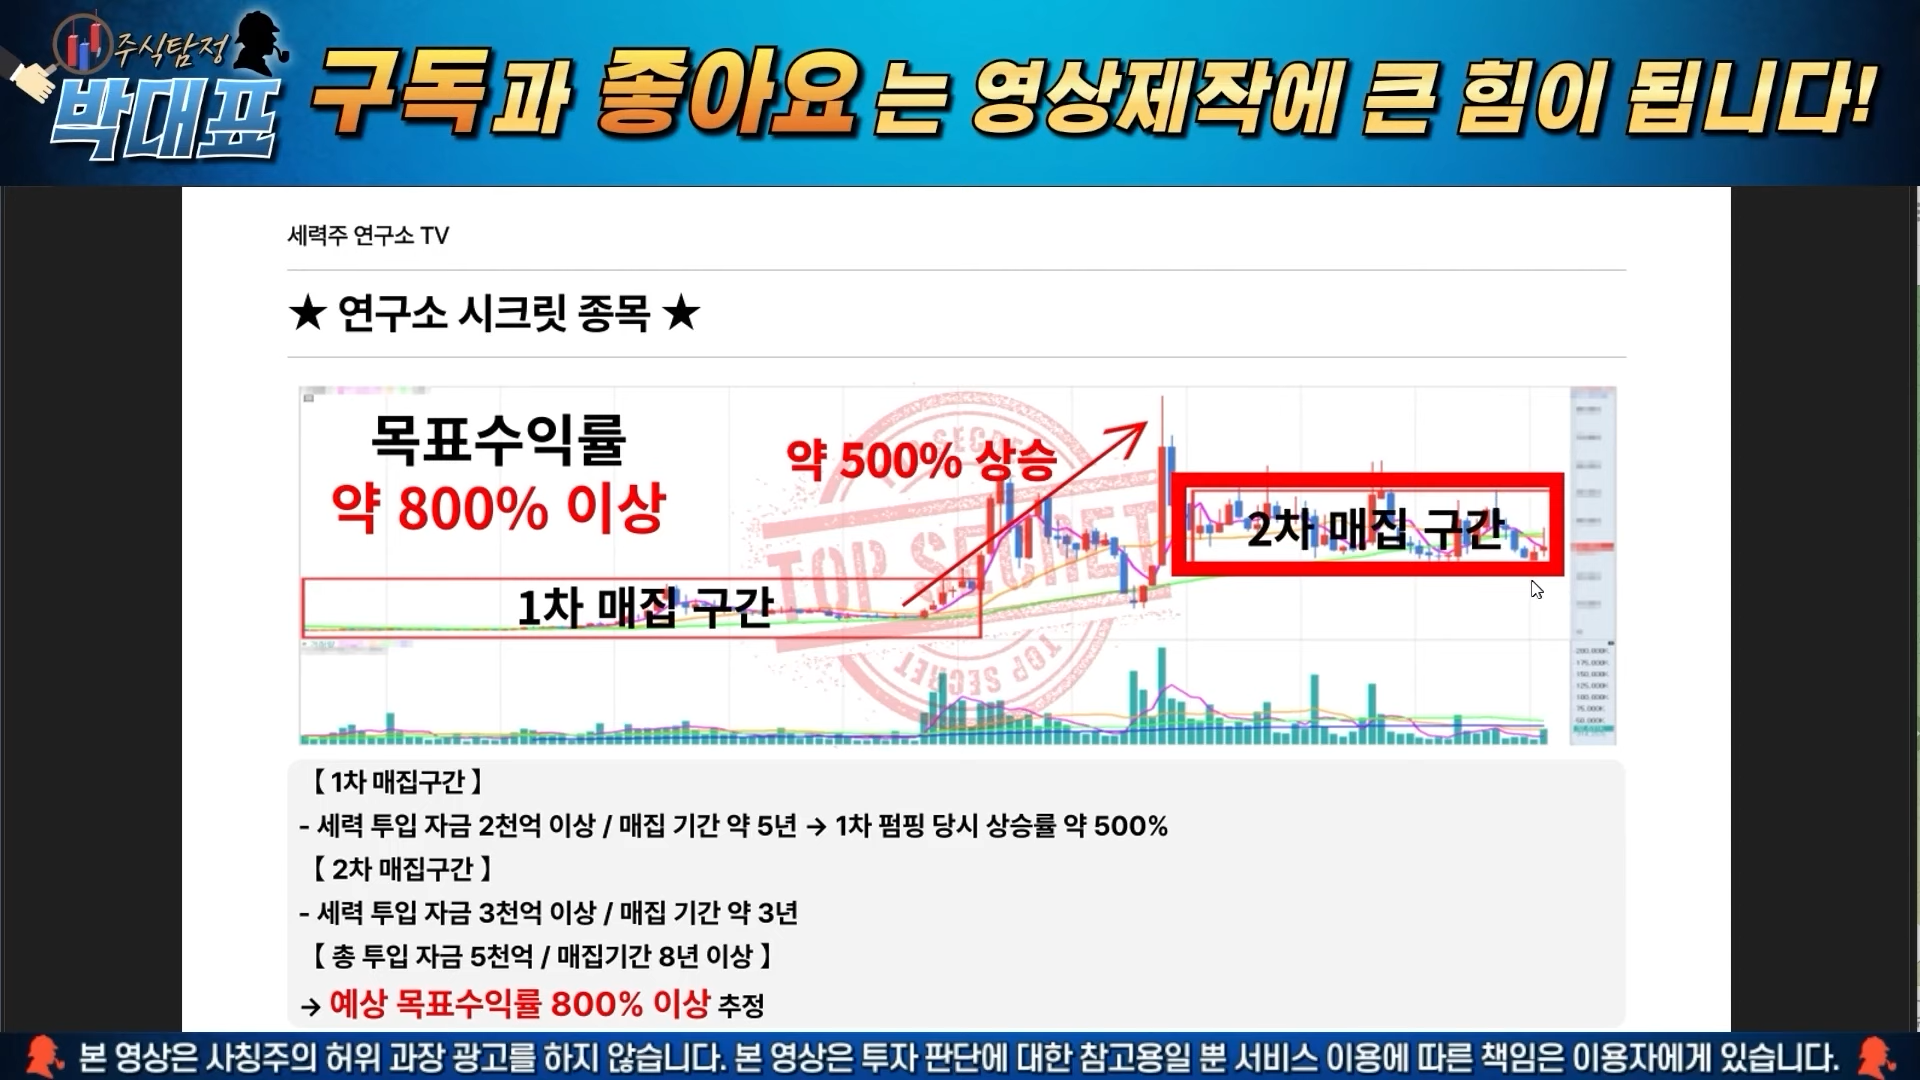 주식탐정
박대표
구독과 좋아요는 영상제작에 큰 힘이 됩니다!
세력주 연구소 TV
★ 연구소 시크릿 종목 ★
목표수익률
약 800% 이상
약 500% 상승
2차 매집 구간
1차 매집 구간
TOP SECRET
TOP SECRET
【 1차 매집구간 】
- 세력 투입 자금 2천억 이상 / 매집 기간 약 5년 → 1차 펌핑 당시 상승률 약 500%
【 2차 매집구간 】
- 세력 투입 자금 3천억 이상 / 매집 기간 약 3년
【 총 투입 자금 5천억 / 매집기간 8년 이상 】
→ 예상 목표수익률 800% 이상 추정
본 영상은 사칭주의 허위 과장 광고를 하지 않습니다. 본 영상은 투자 판단에 대한 참고용일 뿐 서비스 이용에 따른 책임은 이용자에게 있습니다.